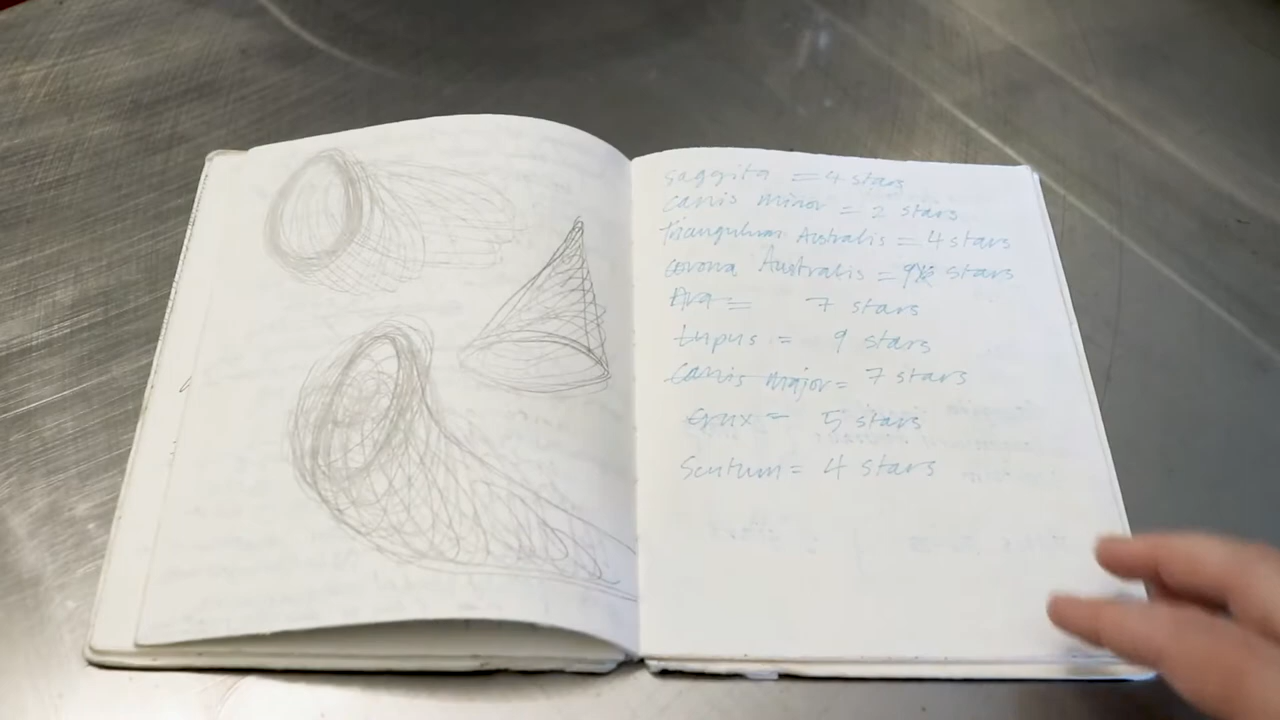 saggita = 4 stars
canis minor = 2 stars
Triangulum Australis = 4 stars
corona Australis = 9 stars
Ara = 7 stars
Lupus = 9 stars
Canis major = 7 stars
Crux = 5 stars
Scutum = 4 stars